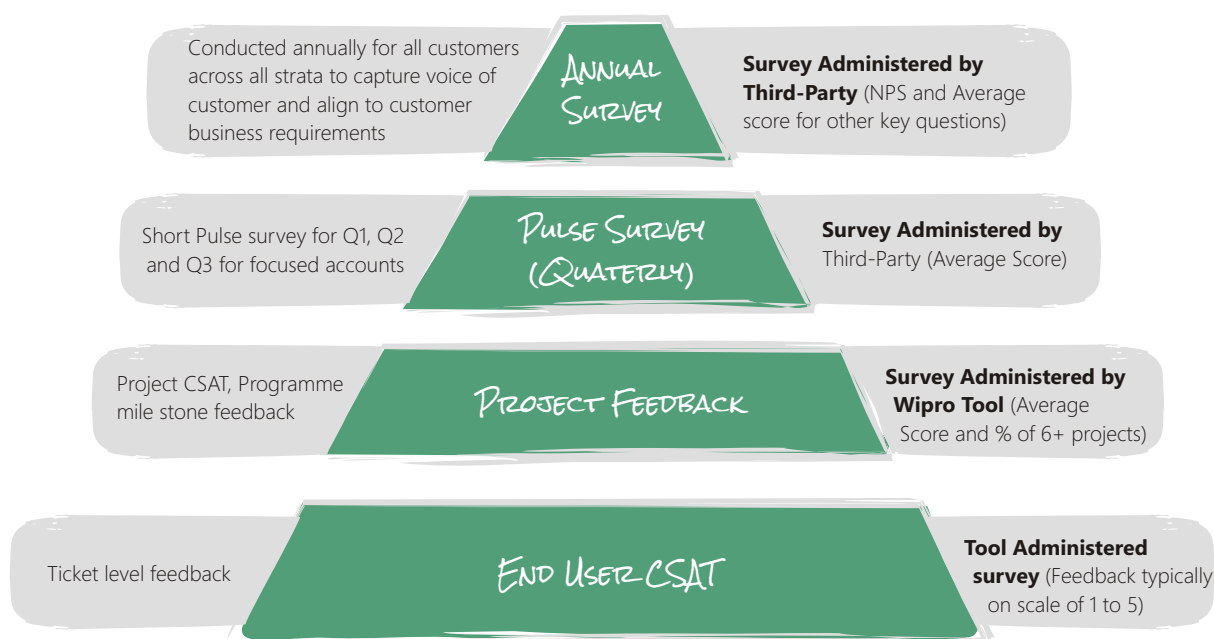 Conducted annually for all customers
across all strata to capture voice of
customer and align to customer
business requirements
ANNUAL
SURVEY
Survey Administered by
Third-Party (NPS and Average
score for other key questions)
Short Pulse survey for Q1, Q2
and Q3 for focused accounts
PULSE SURVEY
(QUATERLY)
Survey Administered by
Third-Party (Average Score)
Project CSAT, Programme
mile stone feedback
PROJECT FEEDBACK
Survey Administered by
Wipro Tool (Average
Score and % of 6+ projects)
Ticket level feedback
END USER CSAT
Tool Administered
survey (Feedback typically
on scale of 1 to 5)